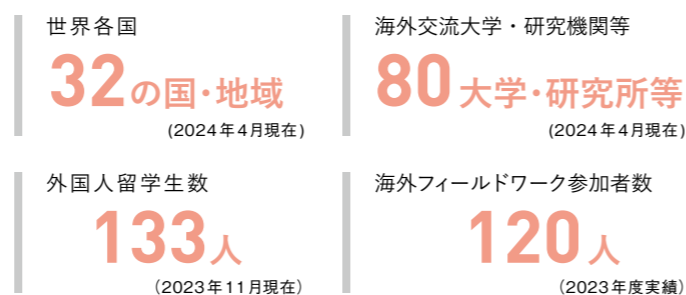 世界各国
32の国・地域
(2024年4月現在)
海外交流大学・研究機関等
80大学・研究所等
(2024年4月現在)
外国人留学生数
133人
（2023年11月現在）
海外フィールドワーク参加者数
120人
（2023年度実績）